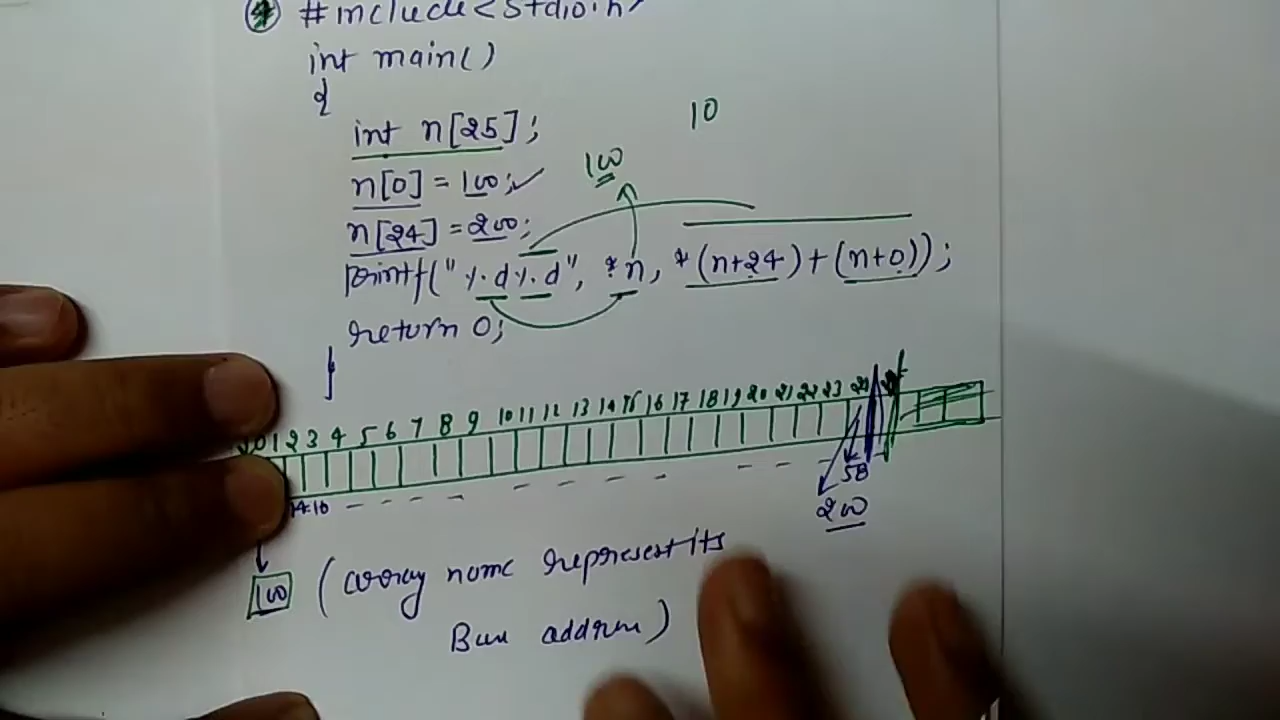 ④ #include<stdio.h>
int main()
{
int n[25];
10
n[0] = 100;
100
n[24] = 200;
printf("%d%d", *n, *(n+24)+(n+0));
return 0;
}
0 1 2 3 4 5 6 7 8 9 10 11 12 13 14 15 16 17 18 19 20 21 22 23 24
200
100 (array name represent its
Base address)